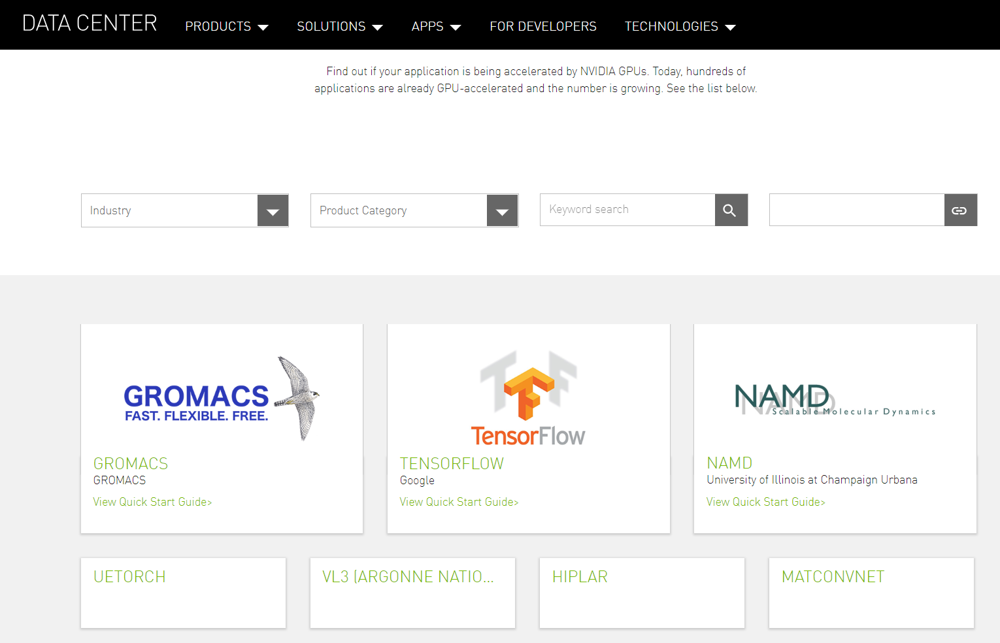 DATA CENTER PRODUCTS SOLUTIONS APPS FOR DEVELOPERS TECHNOLOGIES
Find out if your application is being accelerated by NVIDIA GPUs. Today, hundreds of
applications are already GPU-accelerated and the number is growing. See the list below.
Industry Product Category Keyword search
GROMACS
FAST. FLEXIBLE. FREE.
GROMACS
GROMACS
View Quick Start Guide>
TF
TensorFlow
TENSORFLOW
Google
View Quick Start Guide>
NAMD
Scalable Molecular Dynamics
NAMD
University of Illinois at Champaign Urbana
View Quick Start Guide>
UETORCH
VL3 (ARGONNE NATIO...
HIPLAR
MATCONVNET